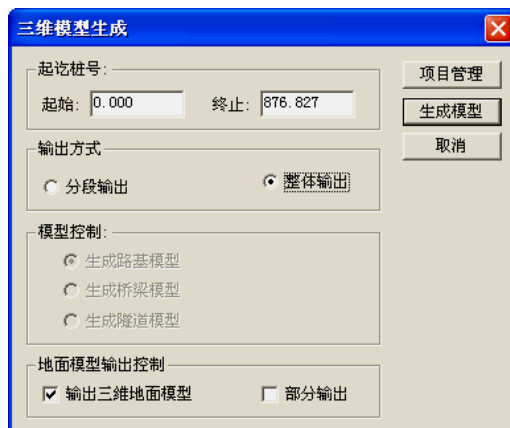 三维模型生成
起讫桩号:
起始: 0.000 终止: 876.827
项目管理
生成模型
取消
输出方式
分段输出 整体输出
模型控制:
生成路基模型
生成桥梁模型
生成隧道模型
地面模型输出控制
输出三维地面模型 部分输出